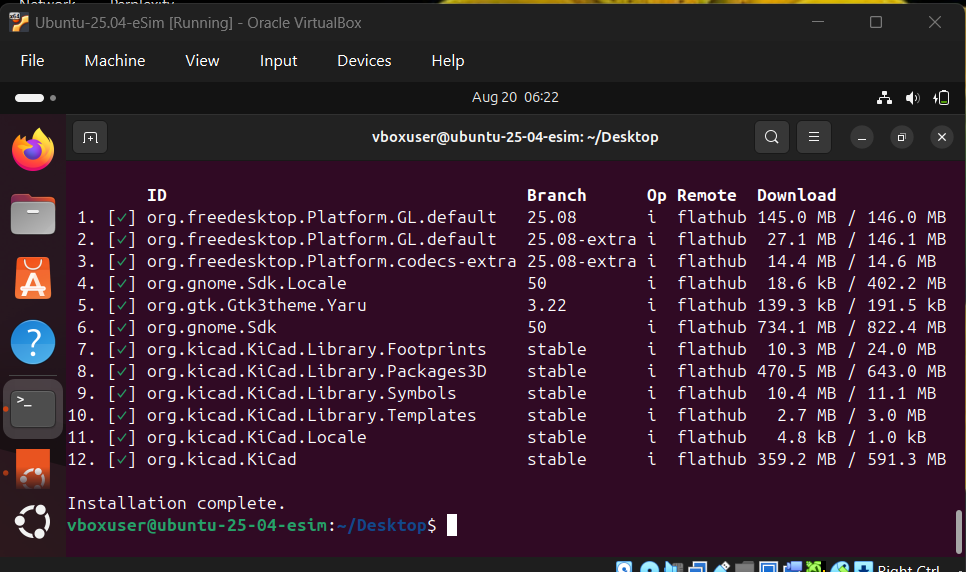 Ubuntu-25.04-eSim [Running] - Oracle VirtualBox
File Machine View Input Devices Help
Aug 20 06:22
vboxuser@ubuntu-25-04-esim: ~/Desktop
ID Branch Op Remote Download
1. [✓] org.freedesktop.Platform.GL.default 25.08 i flathub 145.0 MB / 146.0 MB
2. [✓] org.freedesktop.Platform.GL.default 25.08-extra i flathub 27.1 MB / 146.1 MB
3. [✓] org.freedesktop.Platform.codecs-extra 25.08-extra i flathub 14.4 MB / 14.6 MB
4. [✓] org.gnome.Sdk.Locale 50 i flathub 18.6 kB / 402.2 MB
5. [✓] org.gtk.Gtk3theme.Yaru 3.22 i flathub 139.3 kB / 191.5 kB
6. [✓] org.gnome.Sdk 50 i flathub 734.1 MB / 822.4 MB
7. [✓] org.kicad.KiCad.Library.Footprints stable i flathub 10.3 MB / 24.0 MB
8. [✓] org.kicad.KiCad.Library.Packages3D stable i flathub 470.5 MB / 643.0 MB
9. [✓] org.kicad.KiCad.Library.Symbols stable i flathub 10.4 MB / 11.1 MB
10. [✓] org.kicad.KiCad.Library.Templates stable i flathub 2.7 MB / 3.0 MB
11. [✓] org.kicad.KiCad.Locale stable i flathub 4.8 kB / 1.0 kB
12. [✓] org.kicad.KiCad stable i flathub 359.2 MB / 591.3 MB
Installation complete.
vboxuser@ubuntu-25-04-esim:~/Desktop$
Right Ctrl